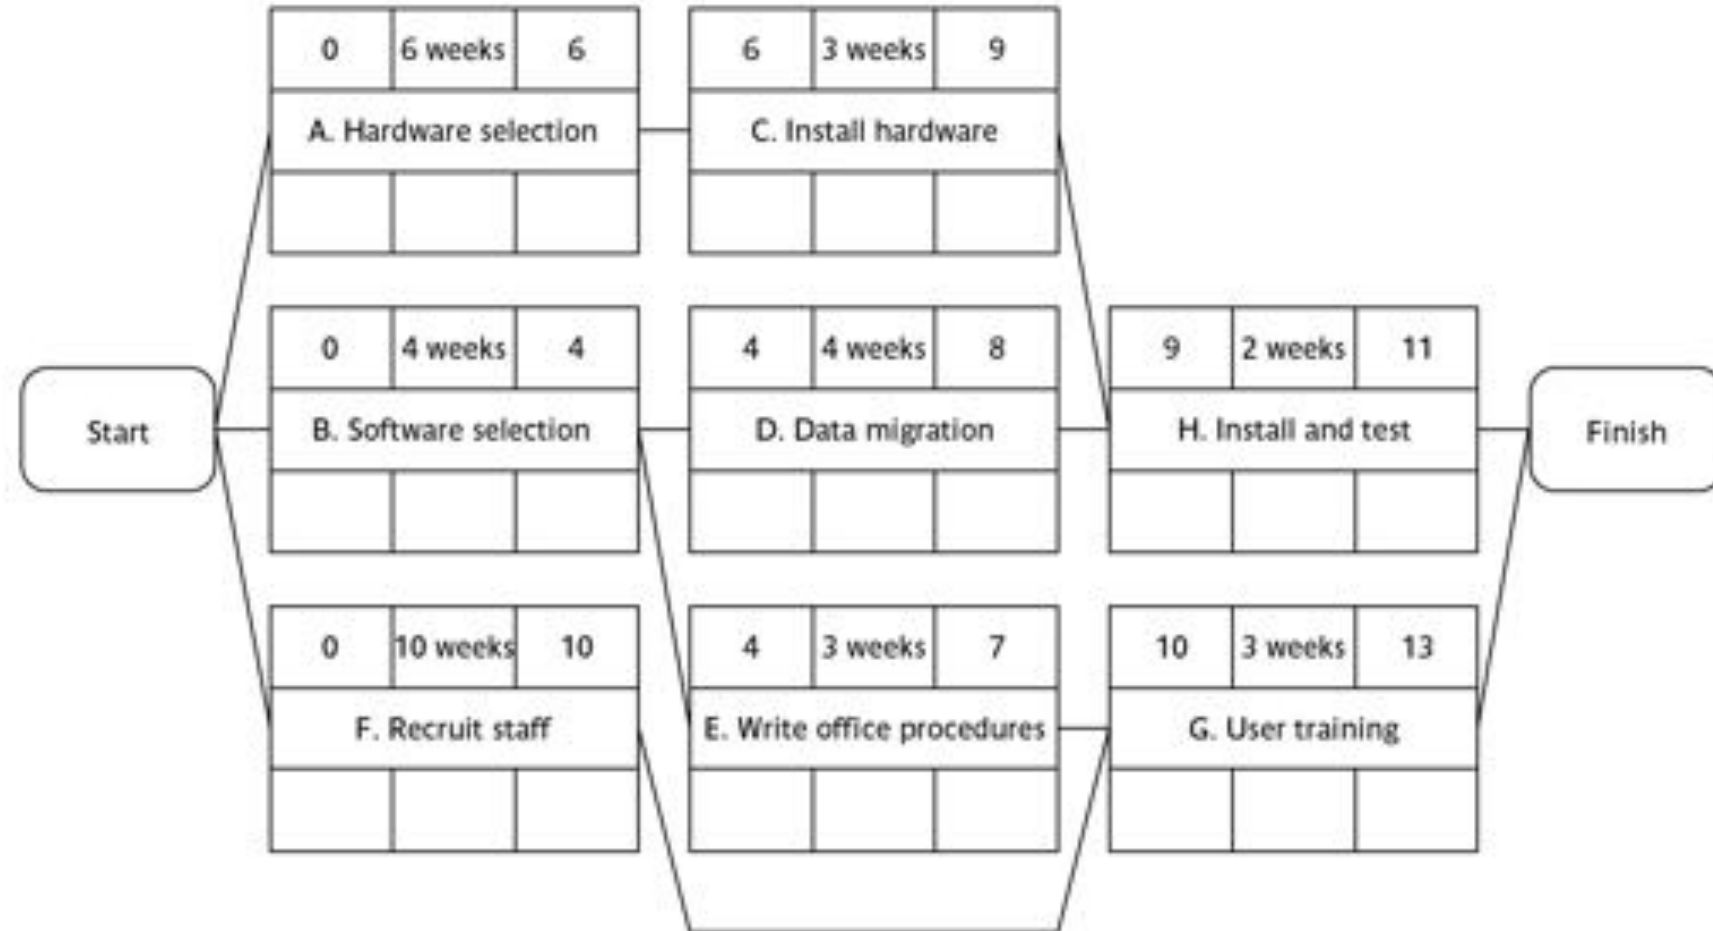 0 6 weeks 6 6 3 weeks 9
A. Hardware selection C. Install hardware
0 4 weeks 4 4 4 weeks 8 9 2 weeks 11
Start B. Software selection D. Data migration H. Install and test Finish
0 10 weeks 10 4 3 weeks 7 10 3 weeks 13
F. Recruit staff E. Write office procedures G. User training